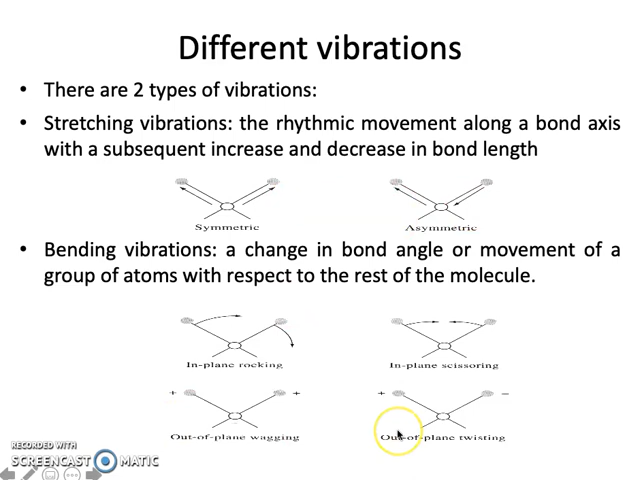 Different vibrations
• There are 2 types of vibrations:
• Stretching vibrations: the rhythmic movement along a bond axis
with a subsequent increase and decrease in bond length
Symmetric
Asymmetric
• Bending vibrations: a change in bond angle or movement of a
group of atoms with respect to the rest of the molecule.
In-plane rocking
In-plane scissoring
+ +
+ −
Out-of-plane wagging
Out-of-plane twisting
RECORDED WITH
SCREENCAST MATIC